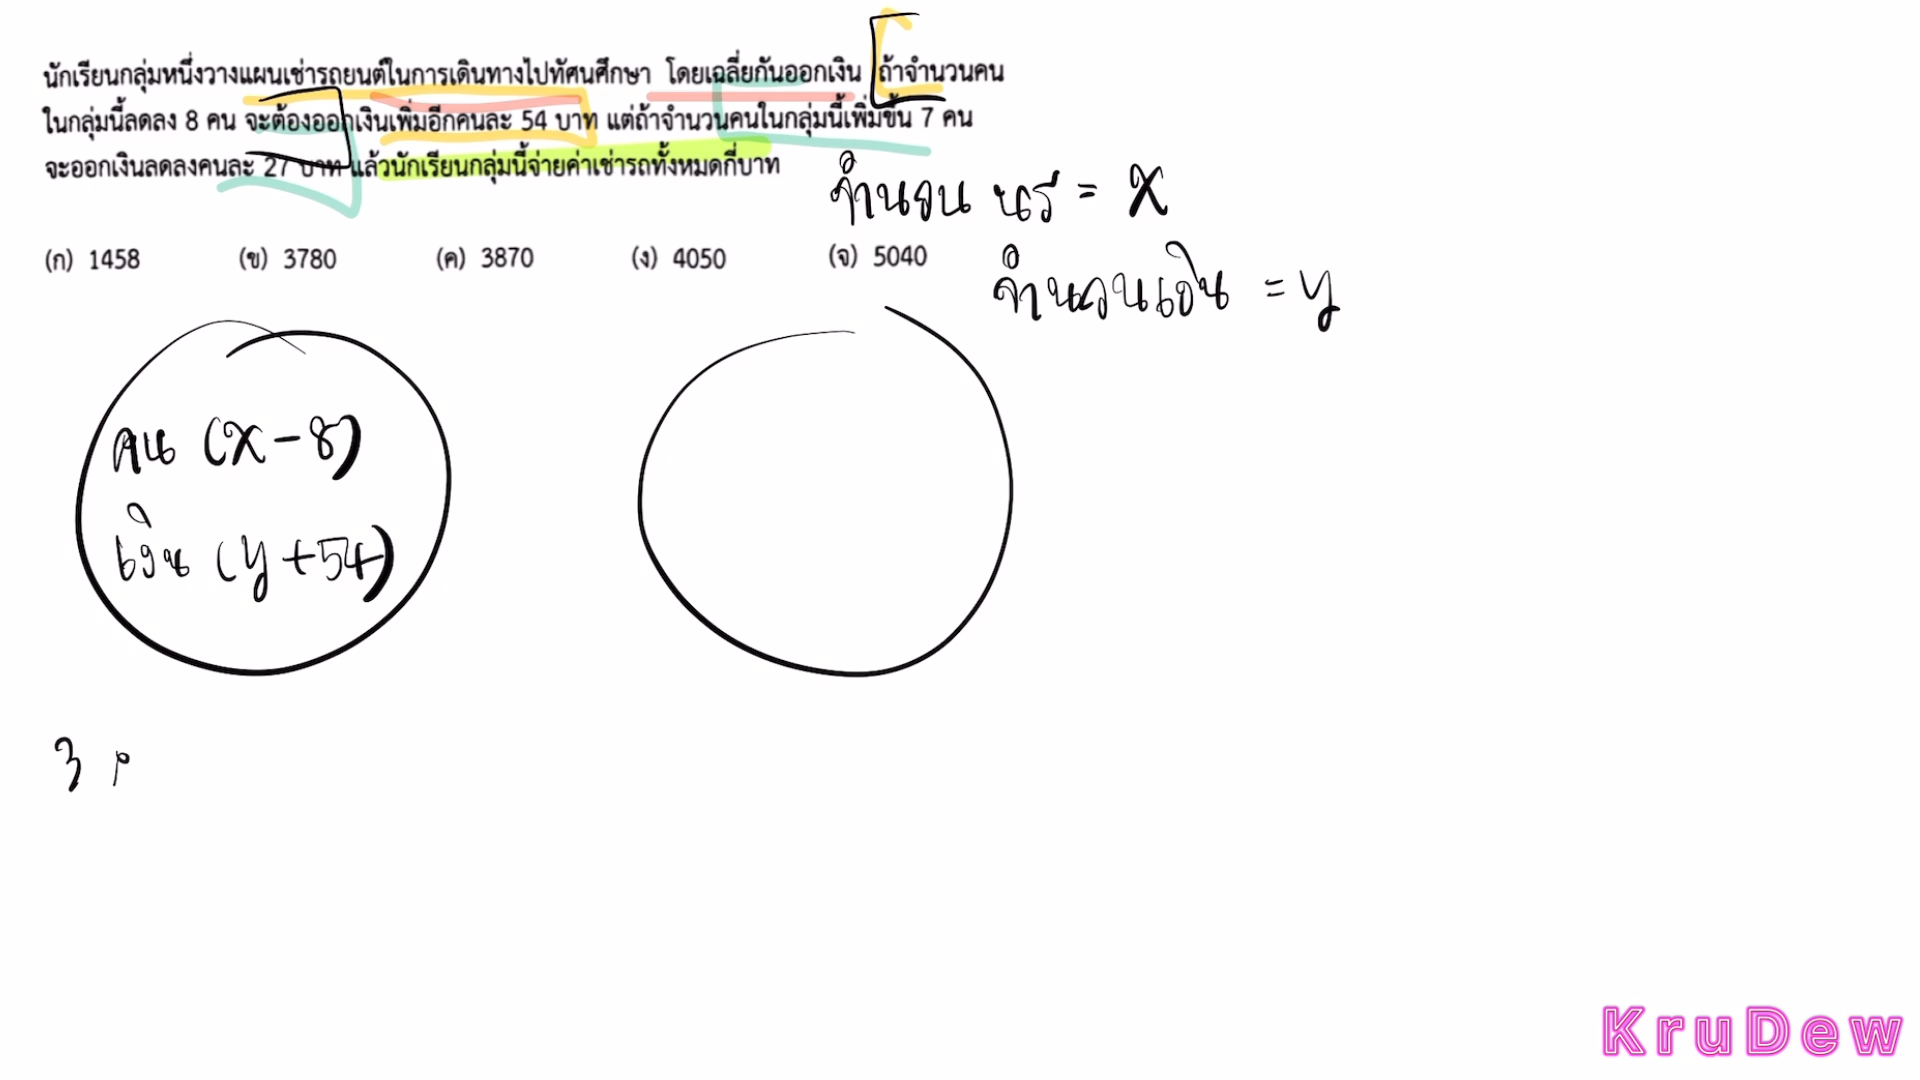 นักเรียนกลุ่มหนึ่งวางแผนเช่ารถยนต์ในการเดินทางไปทัศนศึกษา โดยเฉลี่ยกันออกเงิน ถ้าจำนวนคน
ในกลุ่มนี้ลดลง 8 คน จะต้องออกเงินเพิ่มอีกคนละ 54 บาท แต่ถ้าจำนวนคนในกลุ่มนี้เพิ่มขึ้น 7 คน
จะออกเงินลดลงคนละ 27 บาท แล้วนักเรียนกลุ่มนี้จ่ายค่าเช่ารถทั้งหมดกี่บาท
จำนวน นร = x
(ก) 1458 (ข) 3780 (ค) 3870 (ง) 4050 (จ) 5040
จำนวนเงิน = y
คน (x - 8)
เงิน (y + 54)
3
KruDew